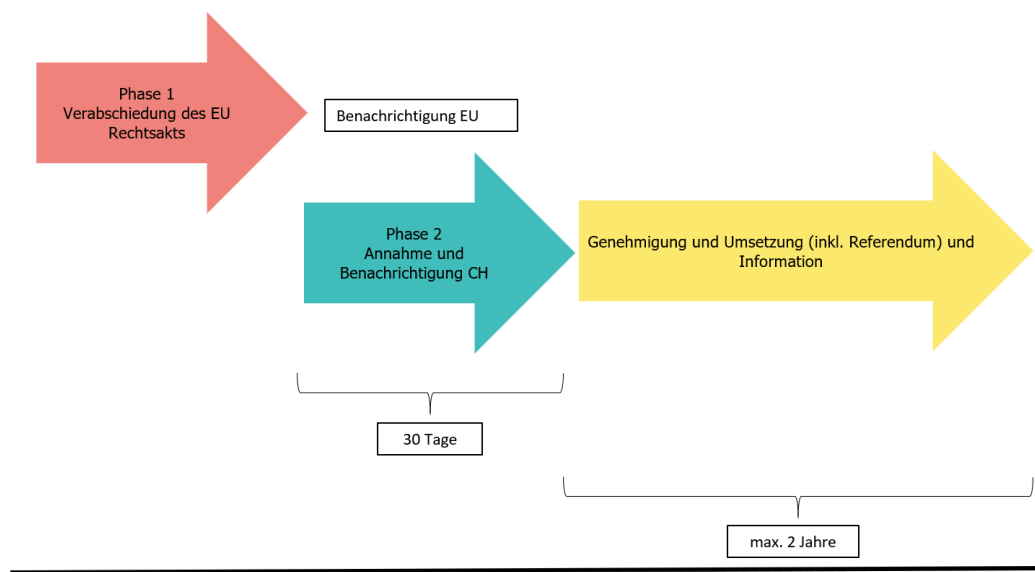 Phase 1
Verabschiedung des EU
Rechtsakts
Benachrichtigung EU
Phase 2
Annahme und
Benachrichtigung CH
Genehmigung und Umsetzung (inkl. Referendum) und
Information
30 Tage
max. 2 Jahre